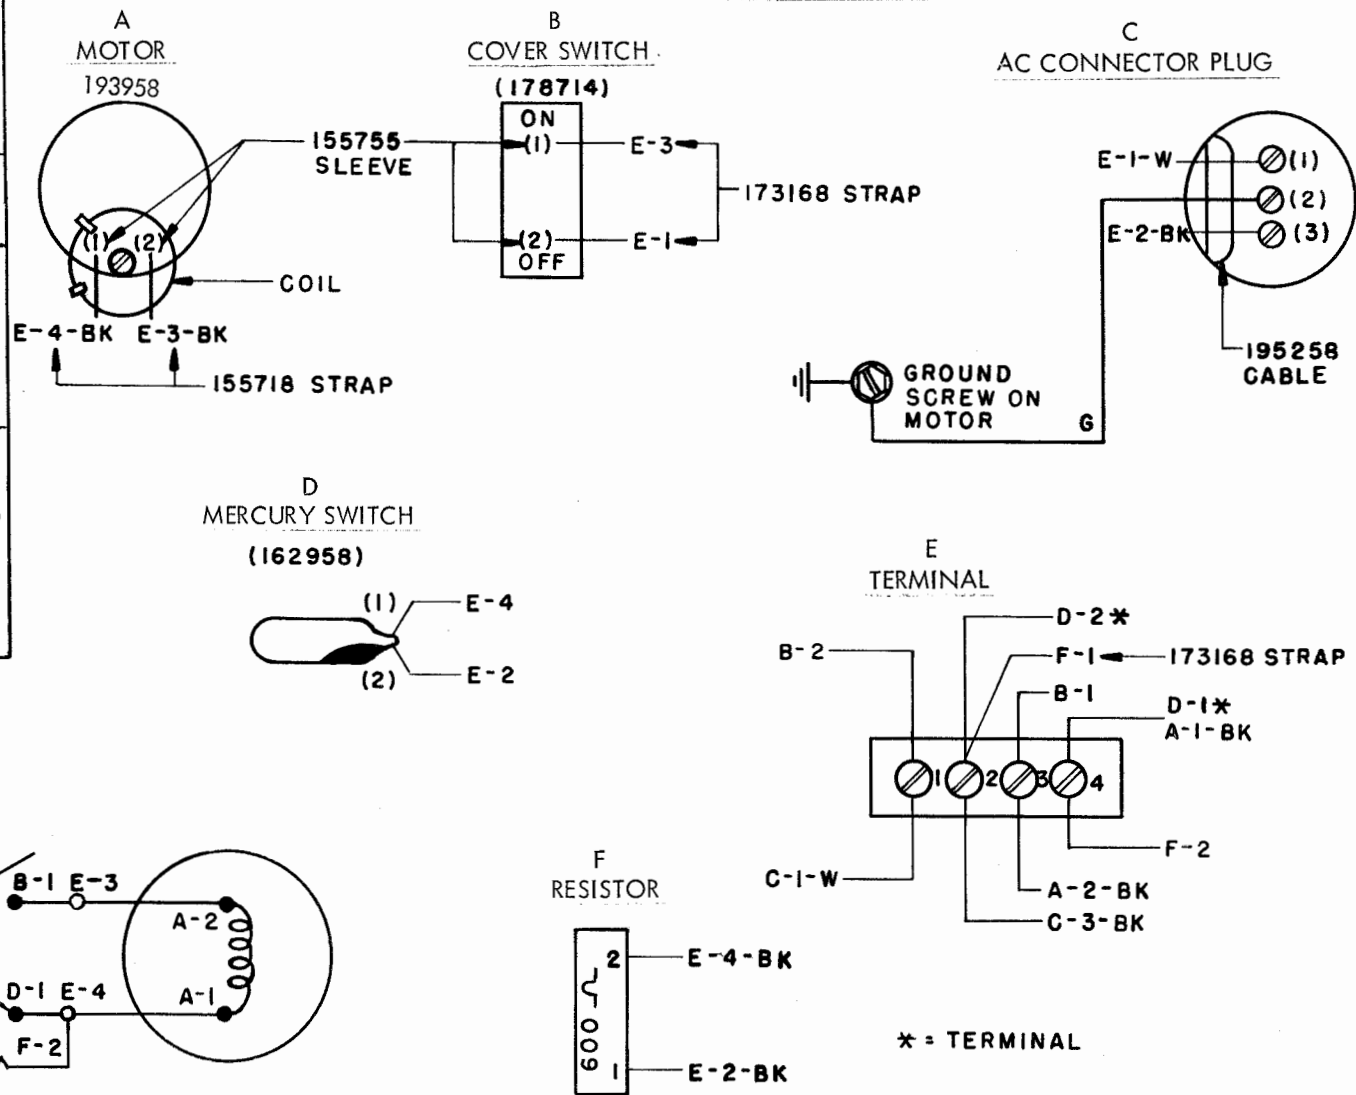 A
MOTOR
193958
(1) (2)
COIL
E-4-BK E-3-BK
155718 STRAP
155755
SLEEVE
B
COVER SWITCH
(178714)
ON
(1)
(2)
OFF
E-3
E-1
173168 STRAP
C
AC CONNECTOR PLUG
E-1-W
(1)
(2)
E-2-BK
(3)
195258
CABLE
GROUND
SCREW ON
MOTOR
G
D
MERCURY SWITCH
(162958)
(1)
E-4
(2)
E-2
E
TERMINAL
D-2*
B-2
F-1
173168 STRAP
B-1
D-1*
A-1-BK
1 2 3 4
F-2
C-1-W
A-2-BK
C-3-BK
B-1 E-3
A-2
D-1 E-4
A-1
F-2
F
RESISTOR
2
E-4-BK
600
1
E-2-BK
* = TERMINAL